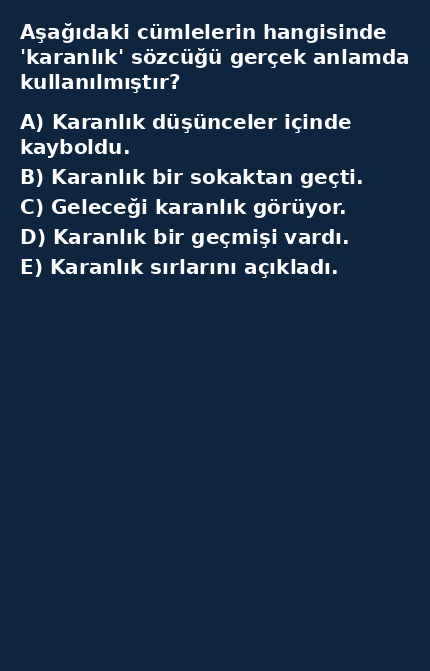 Aşağıdaki cümlelerin hangisinde
'karanlık' sözcüğü gerçek anlamda
kullanılmıştır?
A) Karanlık düşünceler içinde
kayboldu.
B) Karanlık bir sokaktan geçti.
C) Geleceği karanlık görüyor.
D) Karanlık bir geçmişi vardı.
E) Karanlık sırlarını açıkladı.